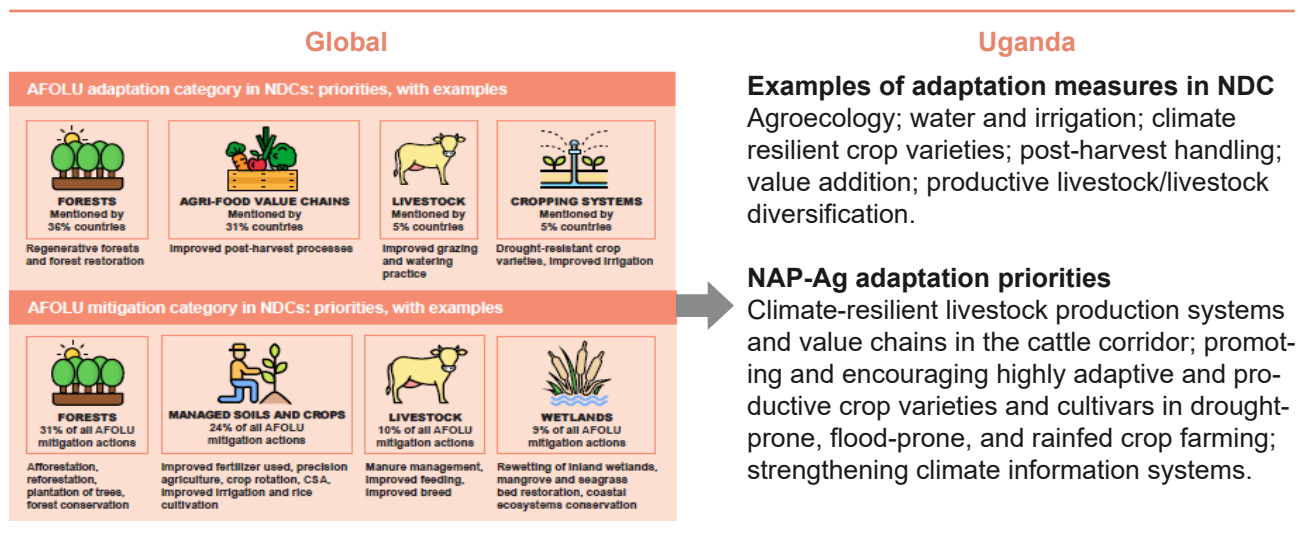 Global
AFOLU adaptation category in NDCs: priorities, with examples
FORESTS
Mentioned by
36% countries
Regenerative forests
and forest restoration
AGRI-FOOD VALUE CHAINS
Mentioned by
31% countries
Improved post-harvest processes
LIVESTOCK
Mentioned by
5% countries
Improved grazing
and watering
practice
CROPPING SYSTEMS
Mentioned by
5% countries
Drought-resistant crop
varieties, improved irrigation
AFOLU mitigation category in NDCs: priorities, with examples
FORESTS
31% of all AFOLU
mitigation actions
Afforestation,
reforestation,
plantation of trees,
forest conservation
MANAGED SOILS AND CROPS
24% of all AFOLU
mitigation actions
Improved fertilizer used, precision
agriculture, crop rotation, CSA,
improved irrigation and rice
cultivation
LIVESTOCK
10% of all AFOLU
mitigation actions
Manure management,
improved feeding,
improved breed
WETLANDS
9% of all AFOLU
mitigation actions
Rewetting of inland wetlands,
mangrove and seagrass
bed restoration, coastal
ecosystems conservation
Uganda
Examples of adaptation measures in NDC
Agroecology; water and irrigation; climate
resilient crop varieties; post-harvest handling;
value addition; productive livestock/livestock
diversification.
NAP-Ag adaptation priorities
Climate-resilient livestock production systems
and value chains in the cattle corridor; promot-
ing and encouraging highly adaptive and pro-
ductive crop varieties and cultivars in drought-
prone, flood-prone, and rainfed crop farming;
strengthening climate information systems.